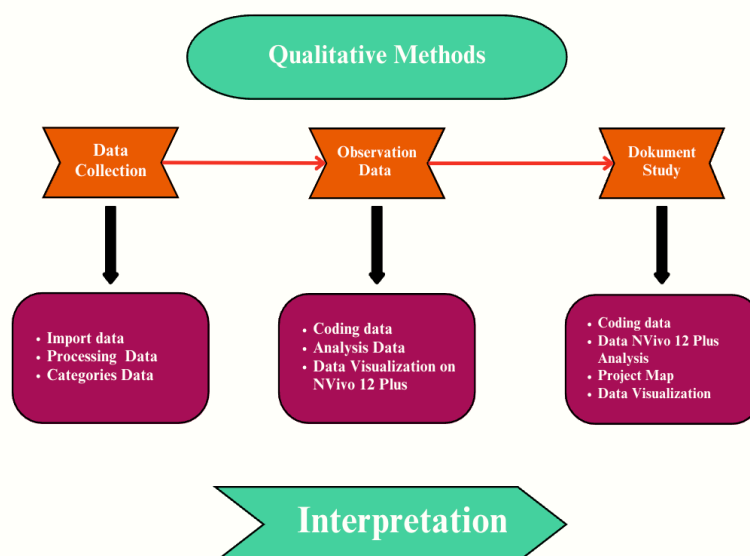 Qualitative Methods
Data
Collection
Observation
Data
Dokument
Study
• Import data
• Processing Data
• Categories Data
• Coding data
• Analysis Data
• Data Visualization on
NVivo 12 Plus
• Coding data
• Data NVivo 12 Plus
Analysis
• Project Map
• Data Visualization
Interpretation